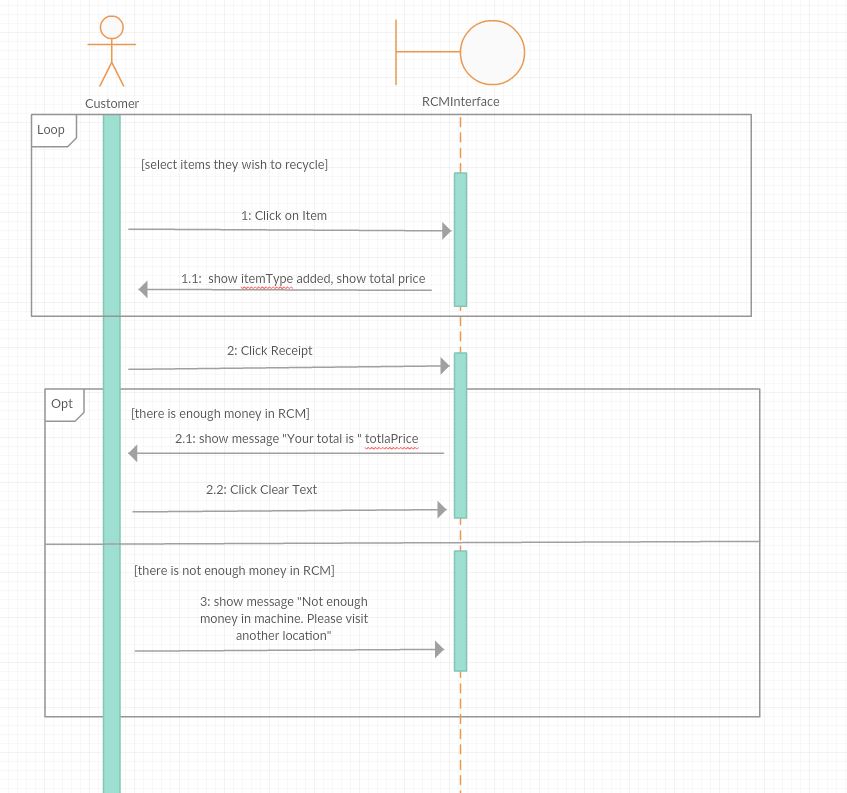 Customer
RCMInterface
Loop
[select items they wish to recycle]
1: Click on Item
1.1:  show itemType added, show total price
2: Click Receipt
Opt
[there is enough money in RCM]
2.1: show message "Your total is " totlaPrice
2.2: Click Clear Text
[there is not enough money in RCM]
3: show message "Not enough
money in machine. Please visit
another location"